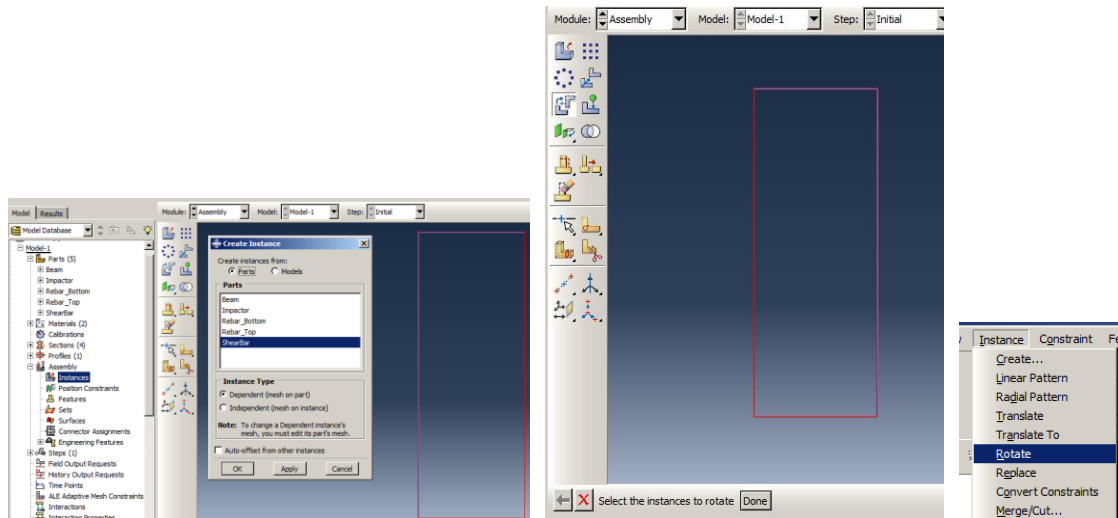 Model Results
Module: Assembly Model: Model-1 Step: Initial
Model Database
Model-1
Parts (5)
Beam
Impactor
Rebar_Bottom
Rebar_Top
ShearBar
Materials (2)
Calibrations
Sections (4)
Profiles (1)
Assembly
Instances
Position Constraints
Features
Sets
Surfaces
Connector Assignments
Engineering Features
Steps (1)
Field Output Requests
History Output Requests
Time Points
ALE Adaptive Mesh Constraints
Interactions
Interaction Properties
Create Instance
Create instances from:
Parts Models
Parts
Beam
Impactor
Rebar_Bottom
Rebar_Top
ShearBar
Instance Type
Dependent (mesh on part)
Independent (mesh on instance)
Note: To change a Dependent instance's
mesh, you must edit its part's mesh.
Auto-offset from other instances
OK Apply Cancel
Module: Assembly Model: Model-1 Step: Initial
Select the instances to rotate Done
Instance Constraint Fe
Create...
Linear Pattern
Radial Pattern
Translate
Translate To
Rotate
Replace
Convert Constraints
Merge/Cut...